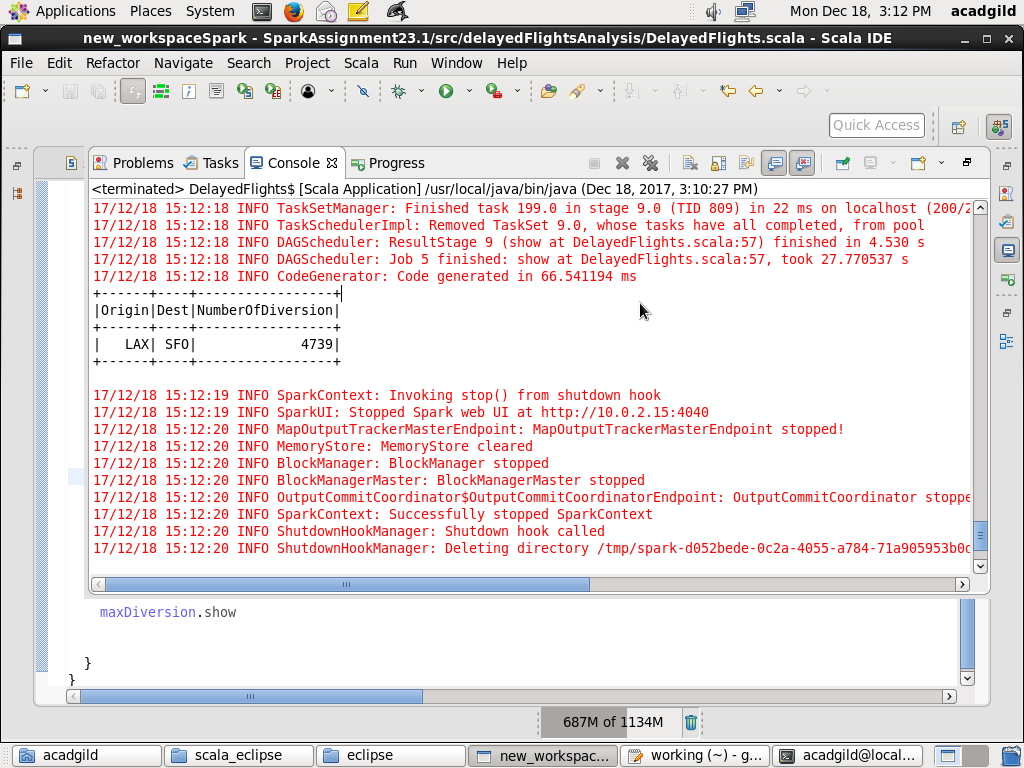 Applications Places System Mon Dec 18, 3:12 PM acadgild
new_workspaceSpark - SparkAssignment23.1/src/delayedFlightsAnalysis/DelayedFlights.scala - Scala IDE
File Edit Refactor Navigate Search Project Scala Run Window Help
Quick Access
Problems Tasks Console Progress
<terminated> DelayedFlights$ [Scala Application] /usr/local/java/bin/java (Dec 18, 2017, 3:10:27 PM)
17/12/18 15:12:18 INFO TaskSetManager: Finished task 199.0 in stage 9.0 (TID 809) in 22 ms on localhost (200/2
17/12/18 15:12:18 INFO TaskSchedulerImpl: Removed TaskSet 9.0, whose tasks have all completed, from pool
17/12/18 15:12:18 INFO DAGScheduler: ResultStage 9 (show at DelayedFlights.scala:57) finished in 4.530 s
17/12/18 15:12:18 INFO DAGScheduler: Job 5 finished: show at DelayedFlights.scala:57, took 27.770537 s
17/12/18 15:12:18 INFO CodeGenerator: Code generated in 66.541194 ms
+------+----+-----------------+
|Origin|Dest|NumberOfDiversion|
+------+----+-----------------+
|   LAX| SFO|             4739|
+------+----+-----------------+
17/12/18 15:12:19 INFO SparkContext: Invoking stop() from shutdown hook
17/12/18 15:12:19 INFO SparkUI: Stopped Spark web UI at http://10.0.2.15:4040
17/12/18 15:12:20 INFO MapOutputTrackerMasterEndpoint: MapOutputTrackerMasterEndpoint stopped!
17/12/18 15:12:20 INFO MemoryStore: MemoryStore cleared
17/12/18 15:12:20 INFO BlockManager: BlockManager stopped
17/12/18 15:12:20 INFO BlockManagerMaster: BlockManagerMaster stopped
17/12/18 15:12:20 INFO OutputCommitCoordinator$OutputCommitCoordinatorEndpoint: OutputCommitCoordinator stoppe
17/12/18 15:12:20 INFO SparkContext: Successfully stopped SparkContext
17/12/18 15:12:20 INFO ShutdownHookManager: Shutdown hook called
17/12/18 15:12:20 INFO ShutdownHookManager: Deleting directory /tmp/spark-d052bede-0c2a-4055-a784-71a905953b0c
maxDiversion.show
}
}
687M of 1134M
acadgild scala_eclipse eclipse new_workspac... working (~) - g... acadgild@local...